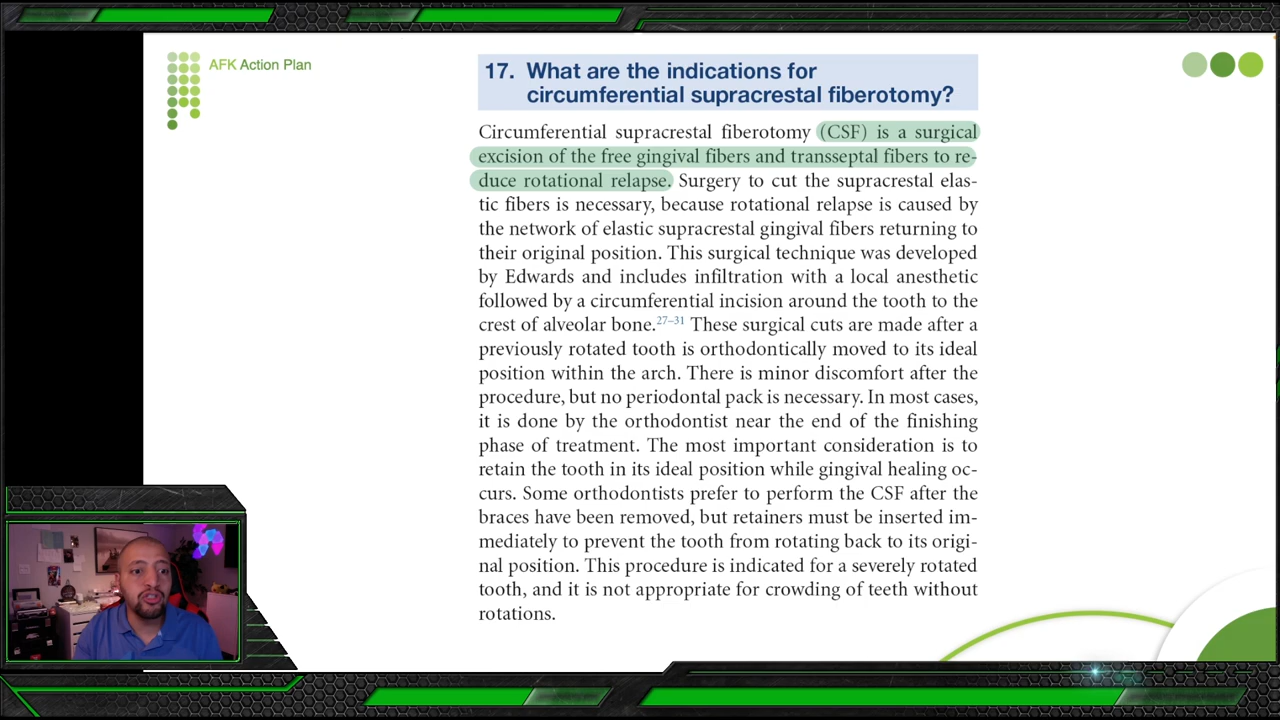 AFK Action Plan
17. What are the indications for
circumferential supracrestal fiberotomy?
Circumferential supracrestal fiberotomy (CSF) is a surgical
excision of the free gingival fibers and transseptal fibers to re-
duce rotational relapse. Surgery to cut the supracrestal elas-
tic fibers is necessary, because rotational relapse is caused by
the network of elastic supracrestal gingival fibers returning to
their original position. This surgical technique was developed
by Edwards and includes infiltration with a local anesthetic
followed by a circumferential incision around the tooth to the
crest of alveolar bone.27–31 These surgical cuts are made after a
previously rotated tooth is orthodontically moved to its ideal
position within the arch. There is minor discomfort after the
procedure, but no periodontal pack is necessary. In most cases,
it is done by the orthodontist near the end of the finishing
phase of treatment. The most important consideration is to
retain the tooth in its ideal position while gingival healing oc-
curs. Some orthodontists prefer to perform the CSF after the
braces have been removed, but retainers must be inserted im-
mediately to prevent the tooth from rotating back to its origi-
nal position. This procedure is indicated for a severely rotated
tooth, and it is not appropriate for crowding of teeth without
rotations.